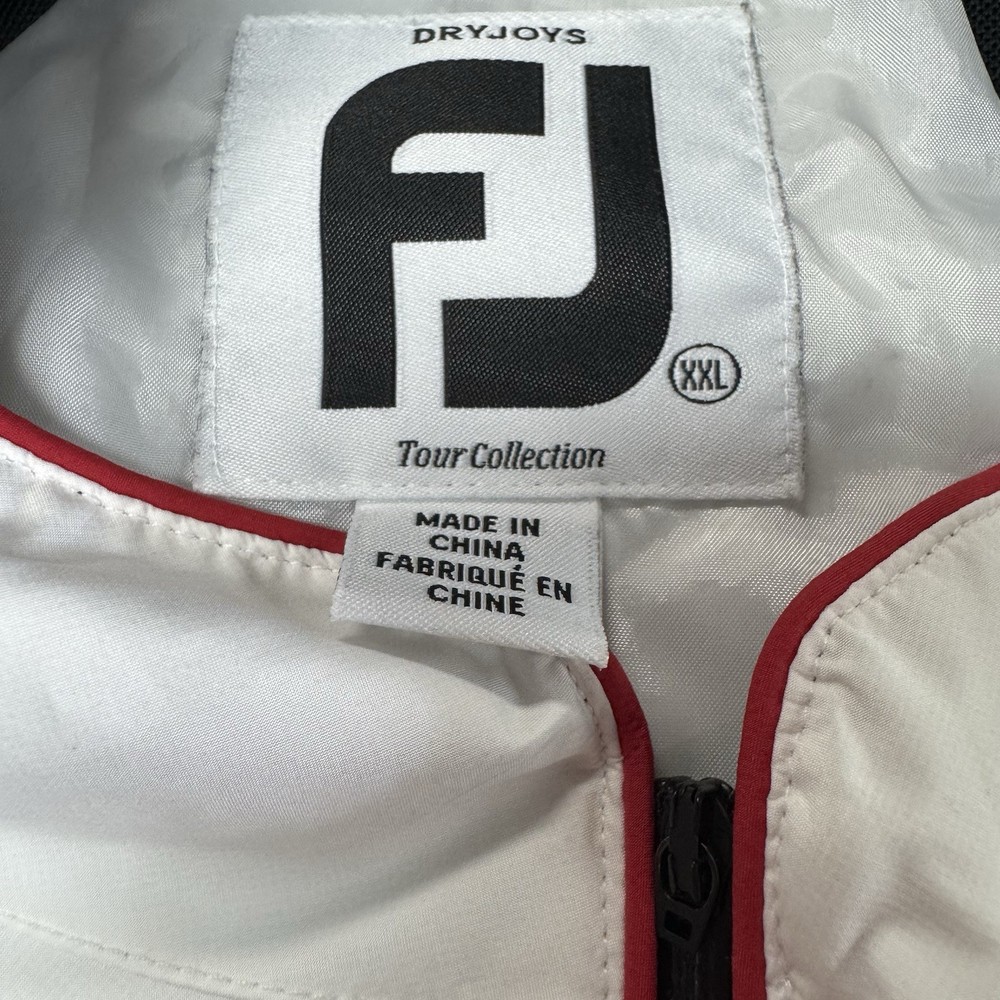 DRYJOYS
FJ
XXL
Tour Collection
MADE IN
CHINA
FABRIQUÉ EN
CHINE